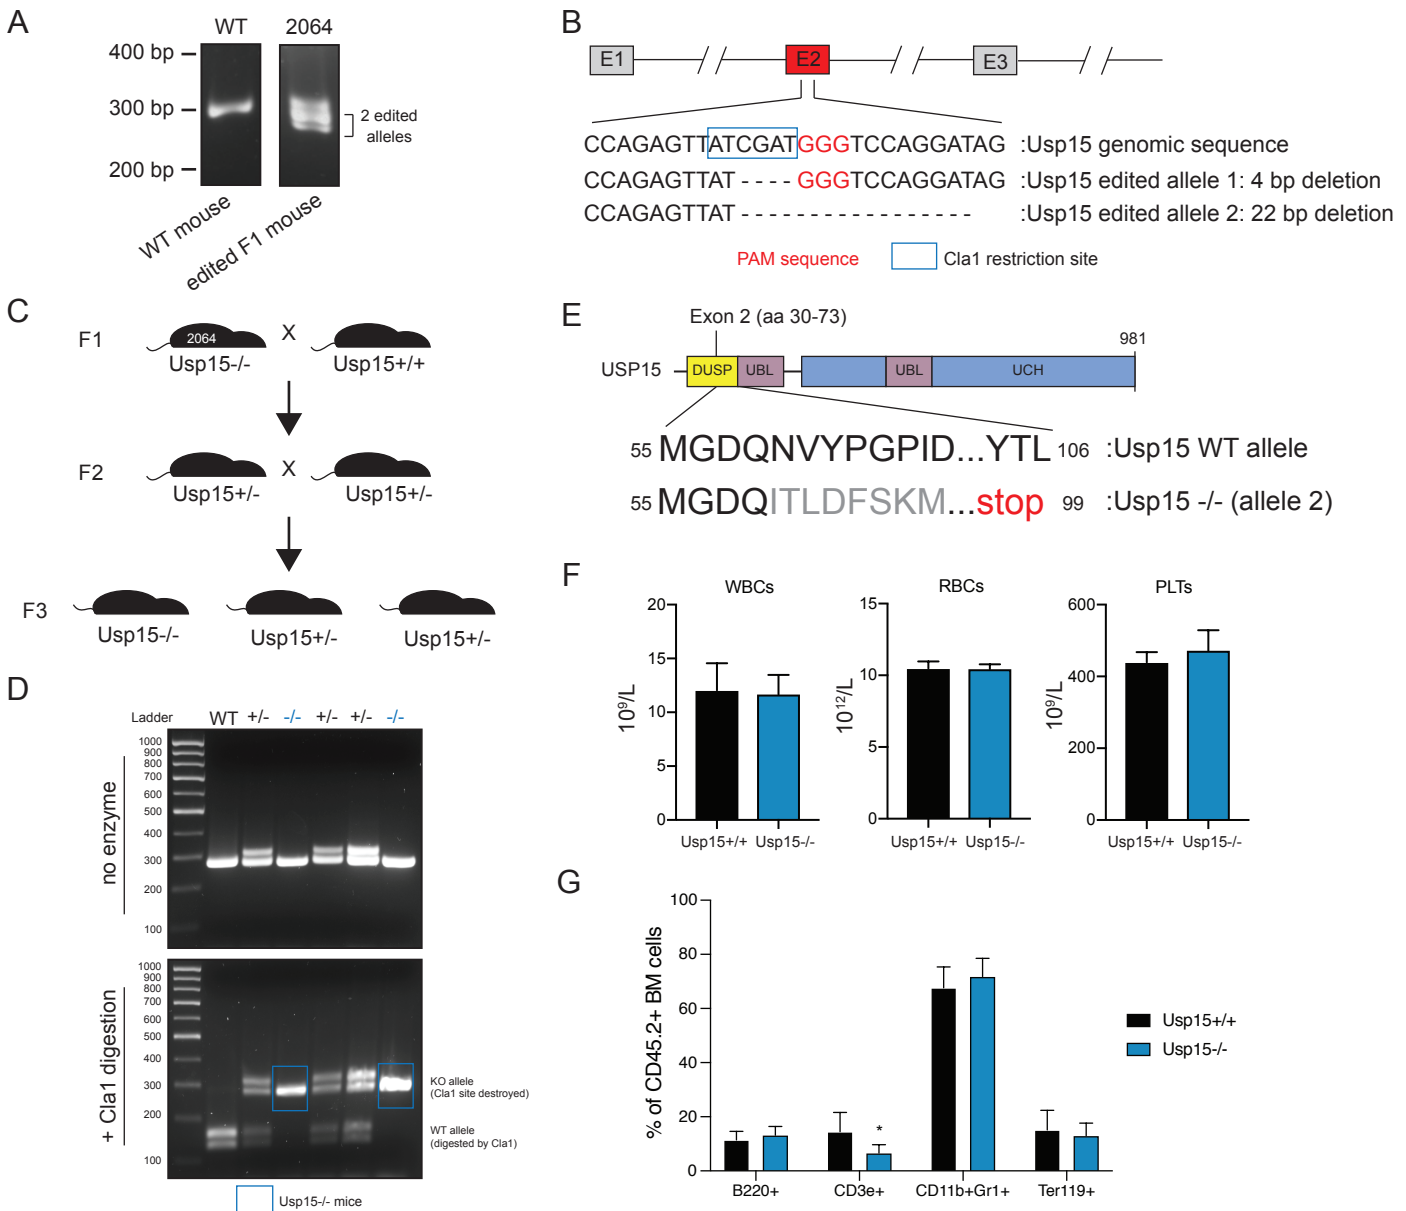 A
WT
2064
400 bp
300 bp
200 bp
2 edited
alleles
WT mouse
edited F1 mouse
B
E1
E2
E3
CCAGAGTTATCGATGGGTCCAGGATAG :Usp15 genomic sequence
CCAGAGTTAT - - - - GGGTCCAGGATAG :Usp15 edited allele 1: 4 bp deletion
CCAGAGTTAT - - - - - - - - - - - - - - - - - :Usp15 edited allele 2: 22 bp deletion
PAM sequence
Cla1 restriction site
C
F1
2064
X
Usp15-/-
Usp15+/+
F2
X
Usp15+/-
Usp15+/-
F3
Usp15-/-
Usp15+/-
Usp15+/-
D
Ladder
WT +/- -/- +/- +/- -/-
no enzyme
1000
900
800
700
600
500
400
300
200
100
+ Cla1 digestion
1000
900
800
700
600
500
400
300
200
100
KO allele
(Cla1 site destroyed)
WT allele
(digested by Cla1)
Usp15-/- mice
E
Exon 2 (aa 30-73)
981
USP15
DUSP
UBL
UBL
UCH
55 MGDQNVYPGPID...YTL 106 :Usp15 WT allele
55 MGDQITLDFSKM...stop 99 :Usp15 -/- (allele 2)
F
WBCs
10⁹/L
20
15
10
5
0
Usp15+/+ Usp15-/-
RBCs
10¹²/L
15
10
5
0
Usp15+/+ Usp15-/-
PLTs
10⁹/L
600
400
200
0
Usp15+/+ Usp15-/-
G
% of CD45.2+ BM cells
100
80
60
40
20
0
*
B220+ CD3e+ CD11b+Gr1+ Ter119+
Usp15+/+
Usp15-/-